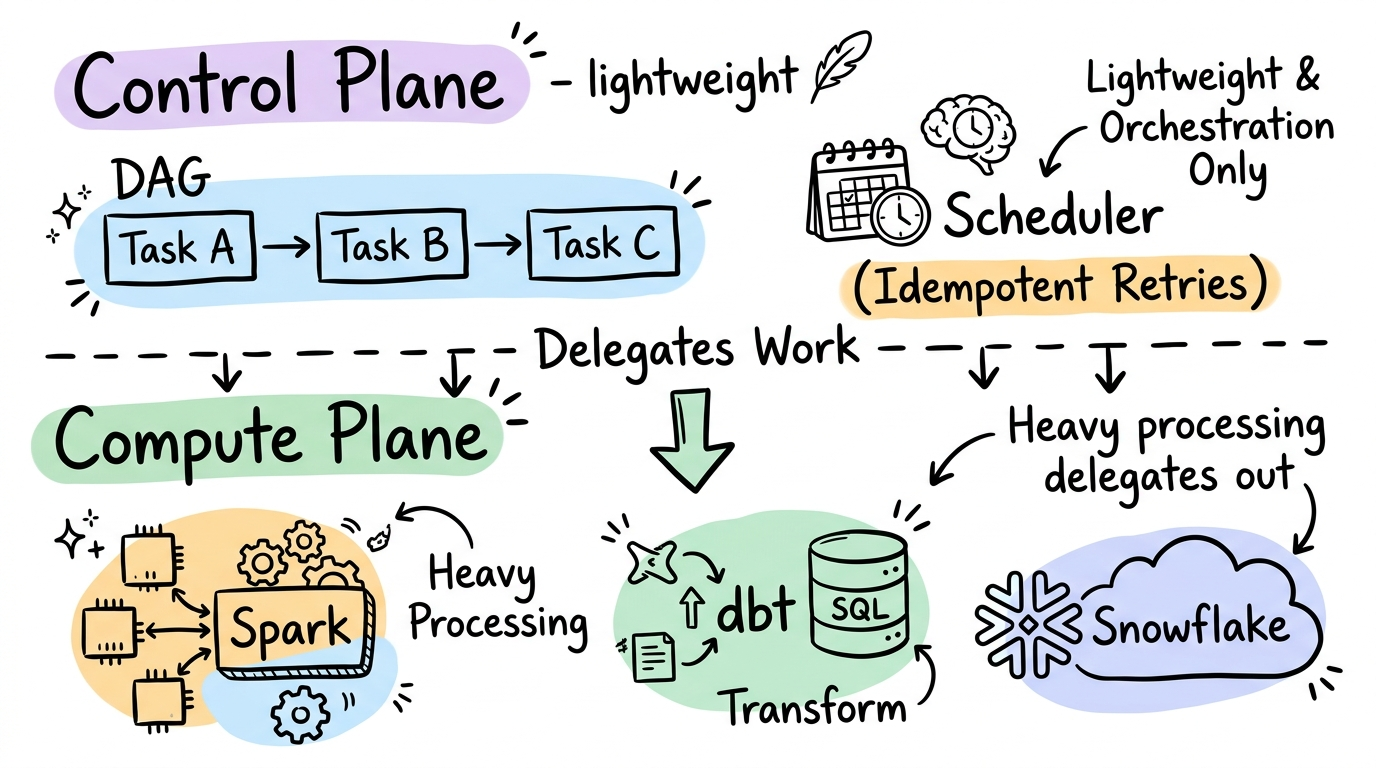 Control Plane
– lightweight
DAG
Task A
Task B
Task C
Lightweight &
Orchestration
Only
Scheduler
(Idempotent Retries)
Delegates Work
Compute Plane
Heavy processing
delegates out
Spark
Heavy
Processing
dbt
SQL
Transform
Snowflake